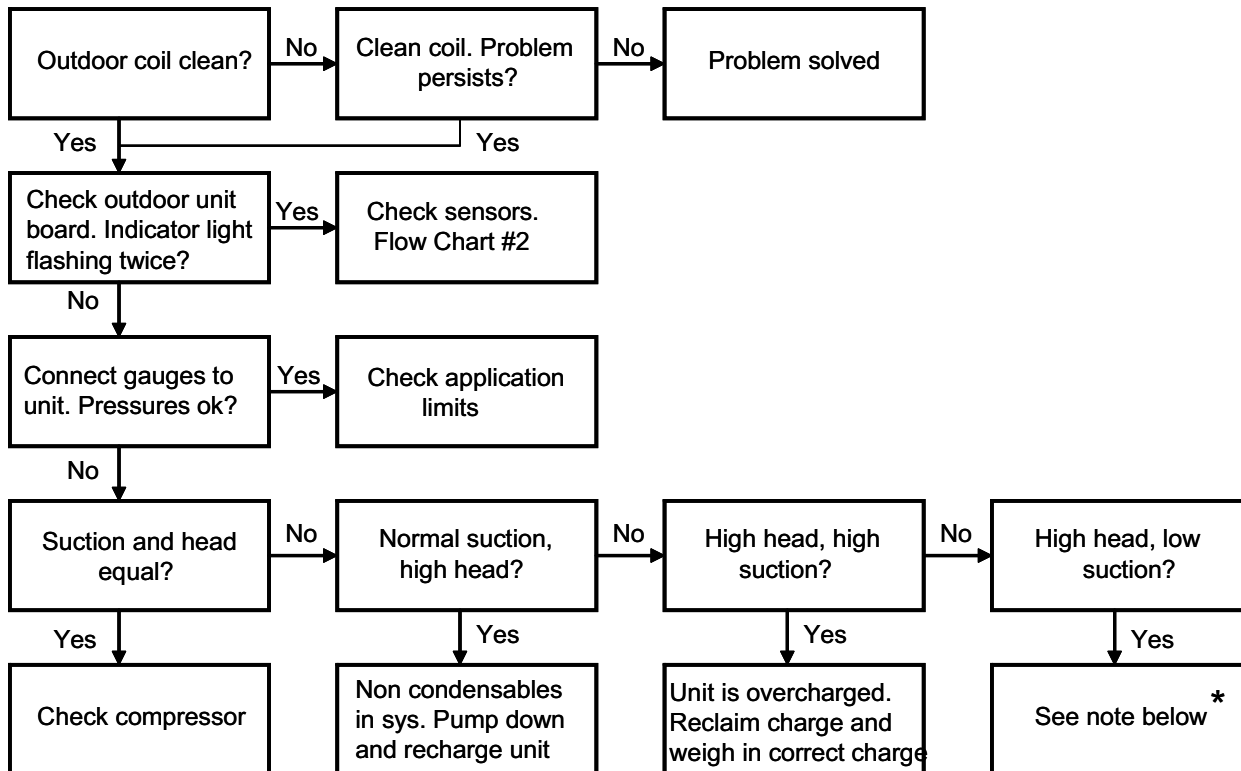 Outdoor coil clean?
No
Clean coil. Problem
persists?
No
Problem solved
Yes
Yes
Check outdoor unit
board. Indicator light
flashing twice?
Yes
Check sensors.
Flow Chart #2
No
Connect gauges to
unit. Pressures ok?
Yes
Check application
limits
No
Suction and head
equal?
No
Normal suction,
high head?
No
High head, high
suction?
No
High head, low
suction?
Yes
Yes
Yes
Yes
Check compressor
Non condensables
in sys. Pump down
and recharge unit
Unit is overcharged.
Reclaim charge and
weigh in correct charge
See note below *